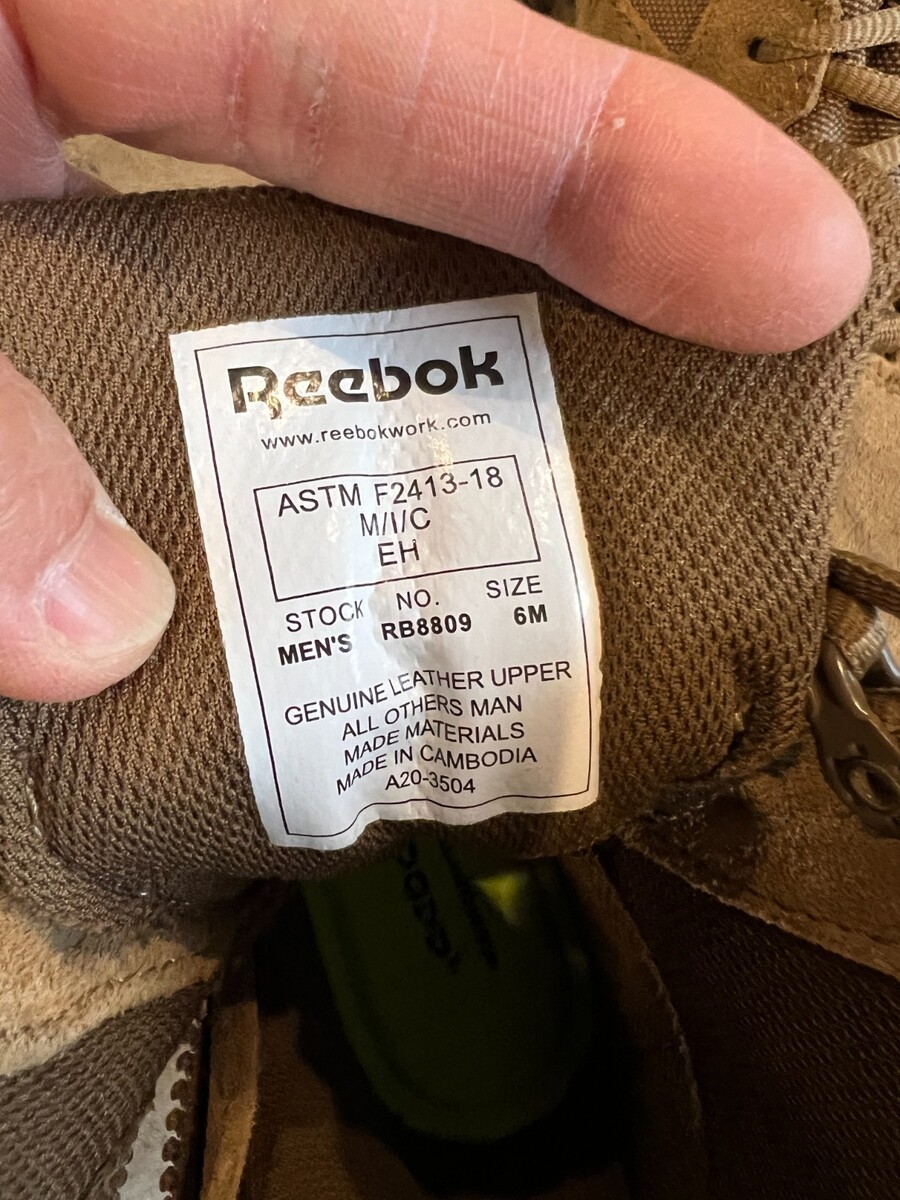 Reebok
www.reebokwork.com
ASTM F2413-18
M/I/C
EH
STOCK NO. SIZE
MEN'S RB8809 6M
GENUINE LEATHER UPPER
ALL OTHERS MAN
MADE MATERIALS
MADE IN CAMBODIA
A20-3504